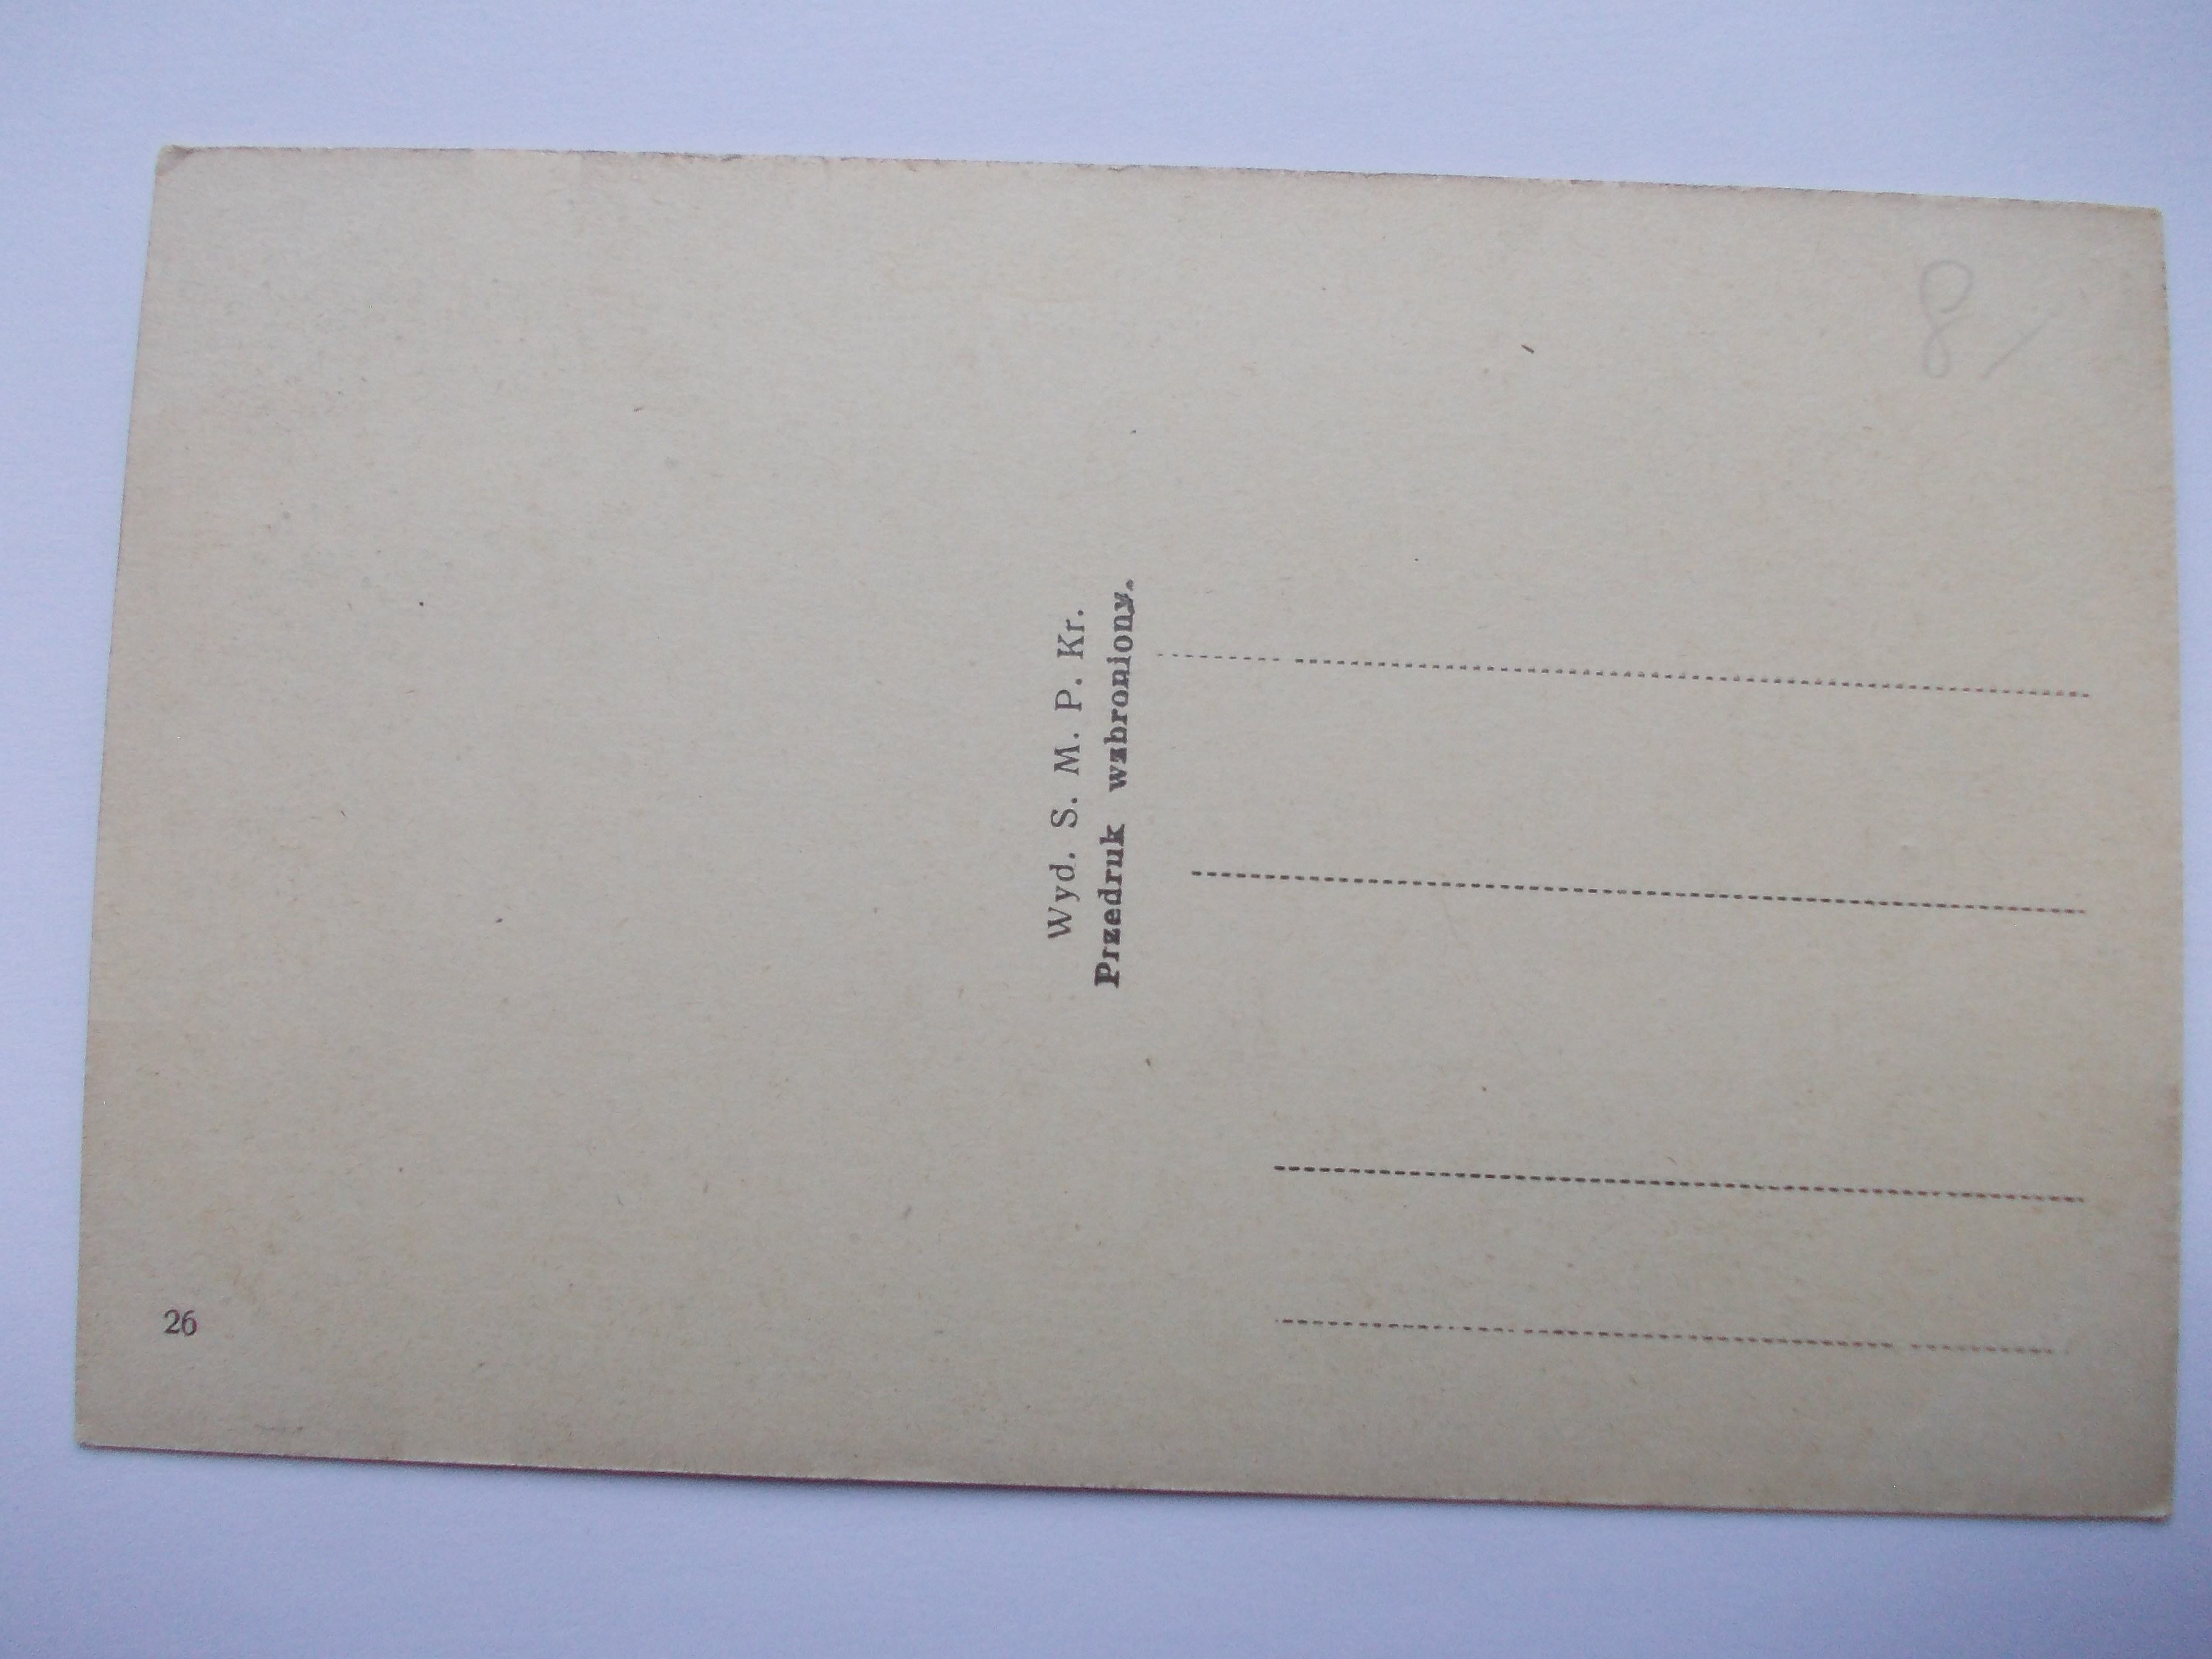 Wyd. S. M. P. Kr.
Przedruk wzbroniony.
26
8